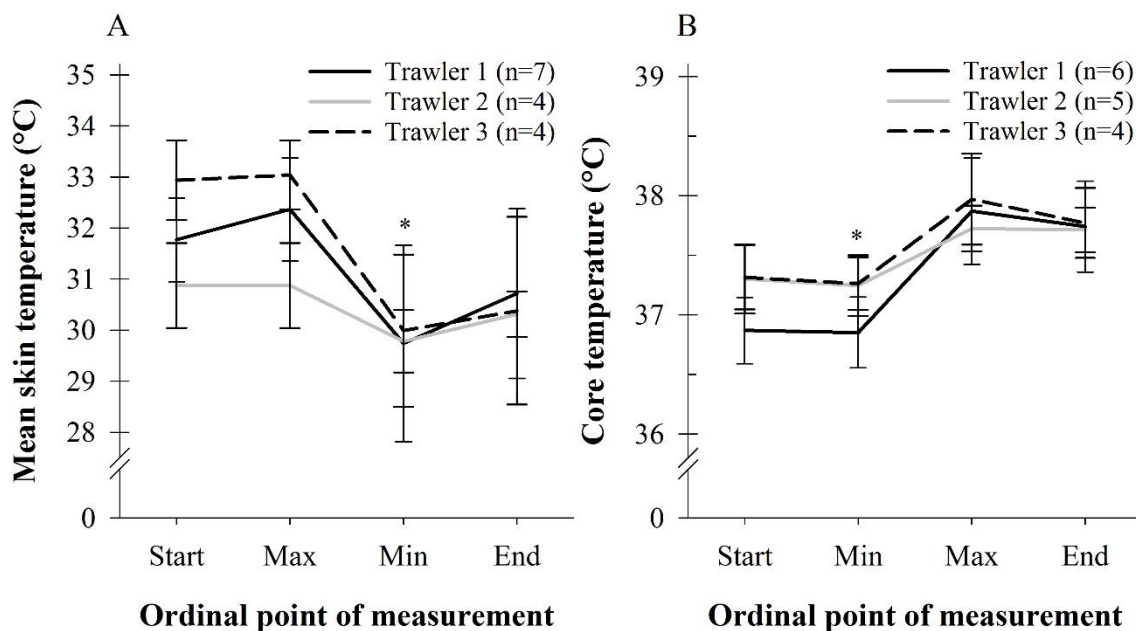 A
Trawler 1 (n=7)
Trawler 2 (n=4)
Trawler 3 (n=4)
Mean skin temperature (°C)
35
34
33
32
31
30
29
28
0
*
Start Max Min End
Ordinal point of measurement
B
Trawler 1 (n=6)
Trawler 2 (n=5)
Trawler 3 (n=4)
Core temperature (°C)
39
38
37
36
0
*
Start Min Max End
Ordinal point of measurement